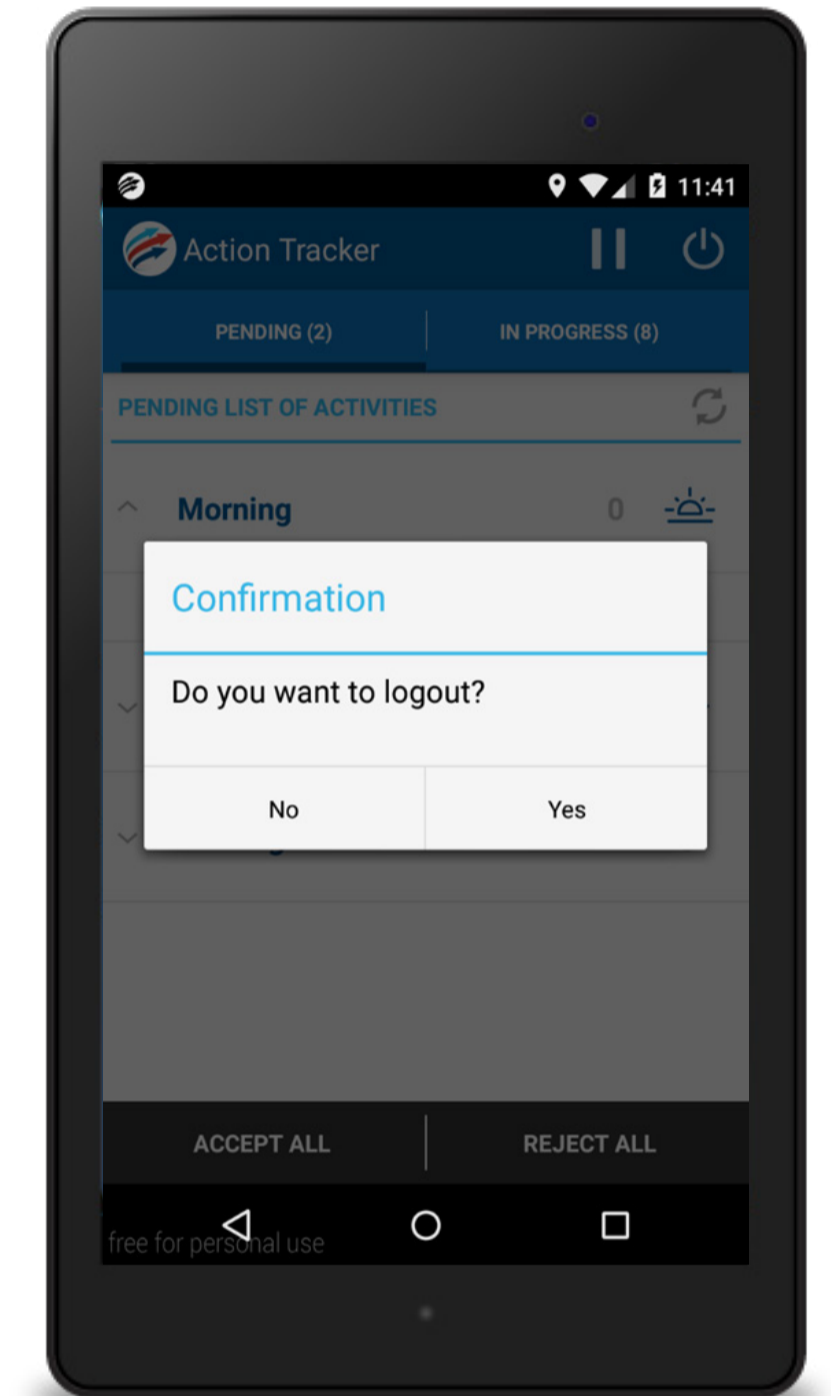 11:41
Action Tracker
PENDING (2) IN PROGRESS (8)
PENDING LIST OF ACTIVITIES
Morning 0
Confirmation
Do you want to logout?
No Yes
ACCEPT ALL REJECT ALL
free for personal use